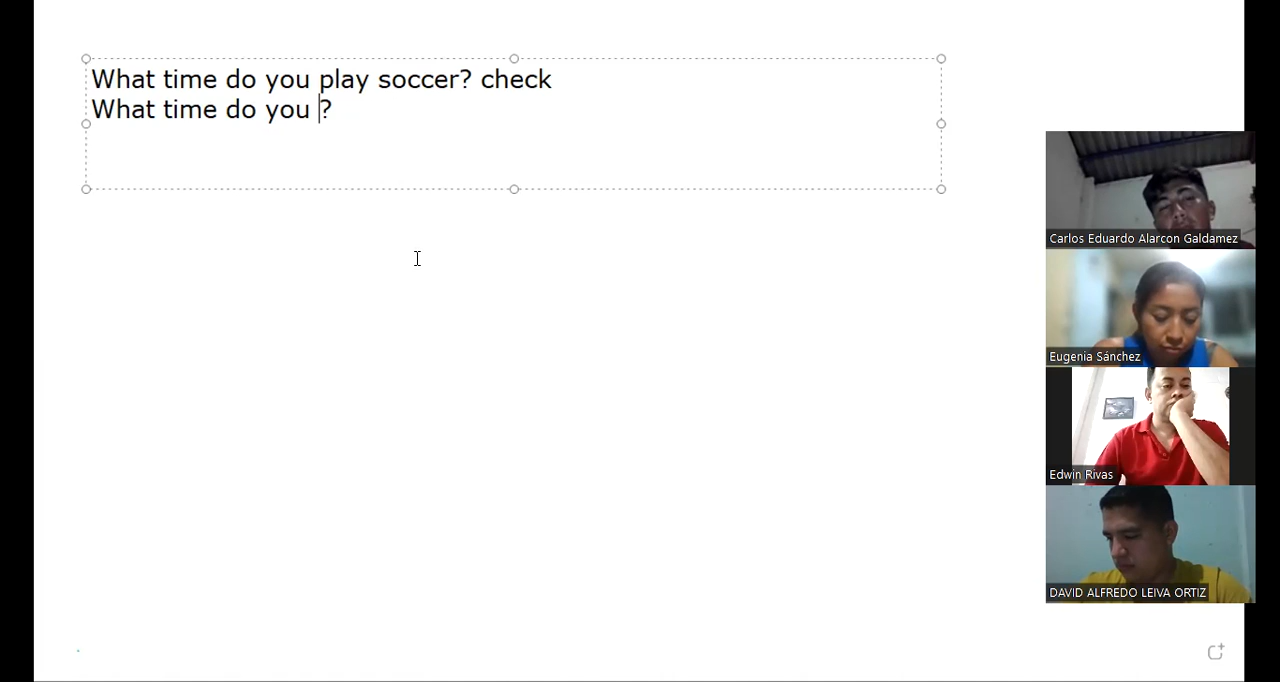 What time do you play soccer? check
What time do you ?
Carlos Eduardo Alarcon Galdamez
Eugenia Sánchez
Edwin Rivas
DAVID ALFREDO LEIVA ORTIZ